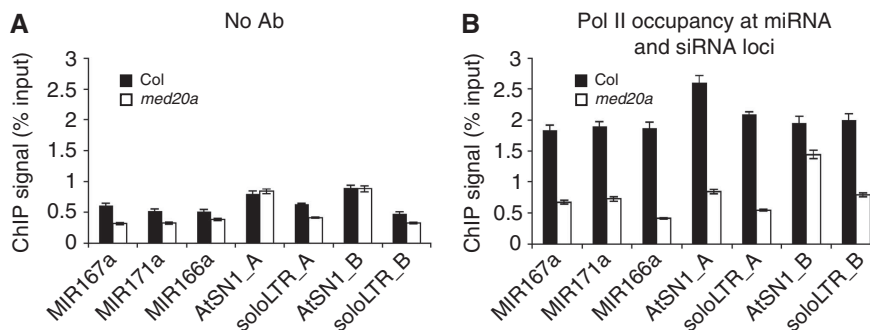 A
No Ab
ChIP signal (% input)
3
2.5
2
1.5
1
0.5
0
Col
med20a
MIR167a
MIR171a
MIR166a
AtSN1_A
soloLTR_A
AtSN1_B
soloLTR_B
B
Pol II occupancy at miRNA
and siRNA loci
ChIP signal (% input)
3
2.5
2
1.5
1
0.5
0
Col
med20a
MIR167a
MIR171a
MIR166a
AtSN1_A
soloLTR_A
AtSN1_B
soloLTR_B